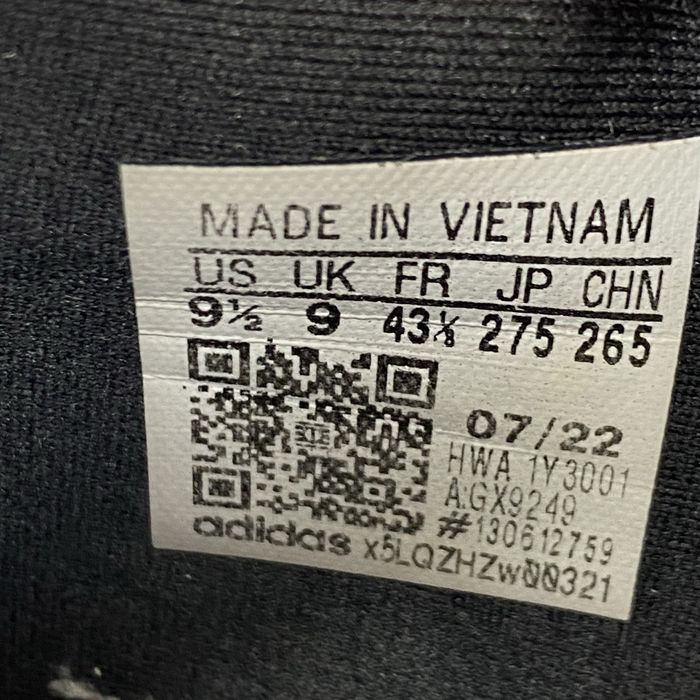 MADE IN VIETNAM
US UK FR JP CHN
9½ 9 43⅓ 275 265
07/22
HWA 1Y3001
A:GX9249
#130612759
adidas x5LQZHZw00321